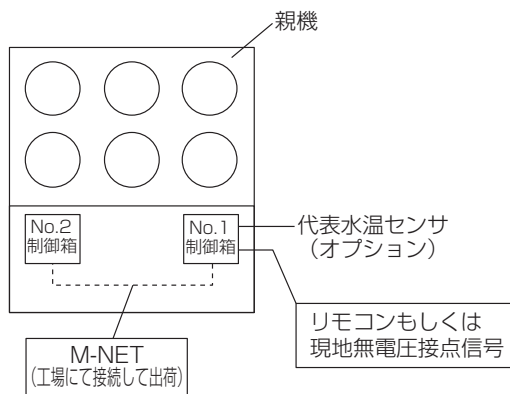 親機
No.2
制御箱
No.1
制御箱
代表水温センサ
（オプション）
リモコンもしくは
現地無電圧接点信号
M-NET
（工場にて接続して出荷）